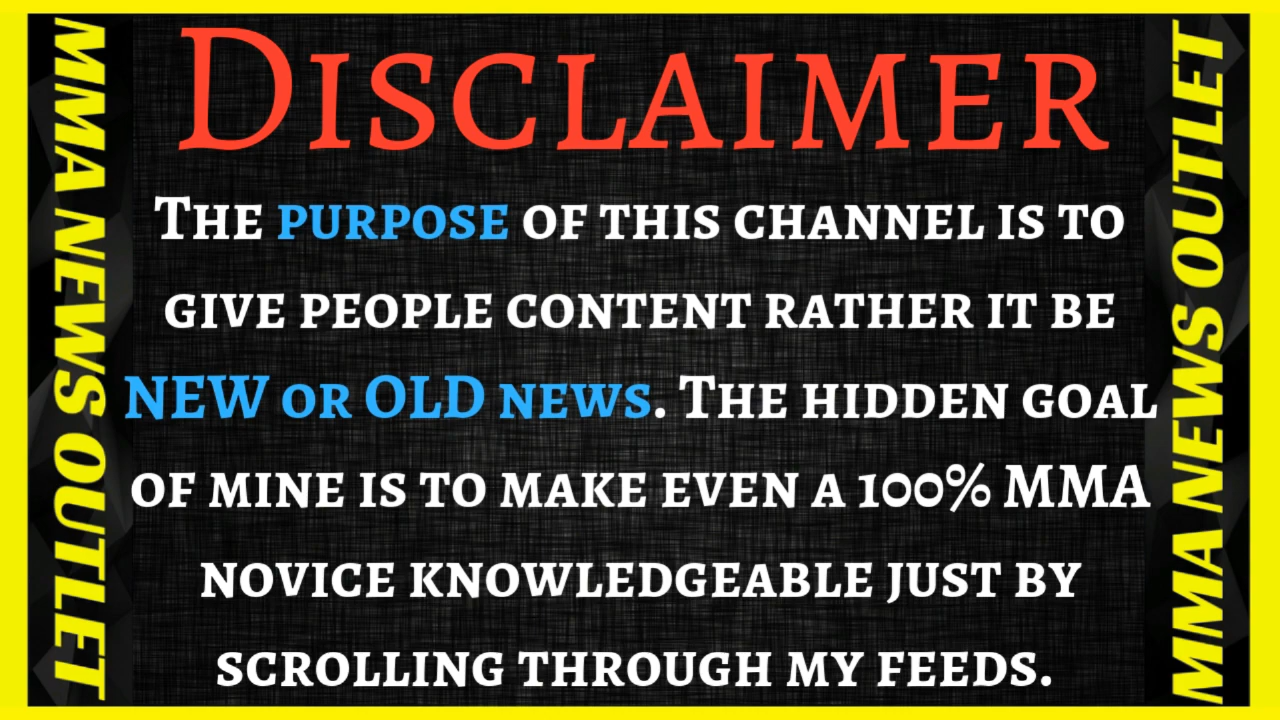 MMA NEWS OUTLET
DISCLAIMER
THE PURPOSE OF THIS CHANNEL IS TO
GIVE PEOPLE CONTENT RATHER IT BE
NEW OR OLD NEWS. THE HIDDEN GOAL
OF MINE IS TO MAKE EVEN A 100% MMA
NOVICE KNOWLEDGEABLE JUST BY
SCROLLING THROUGH MY FEEDS.
MMA NEWS OUTLET